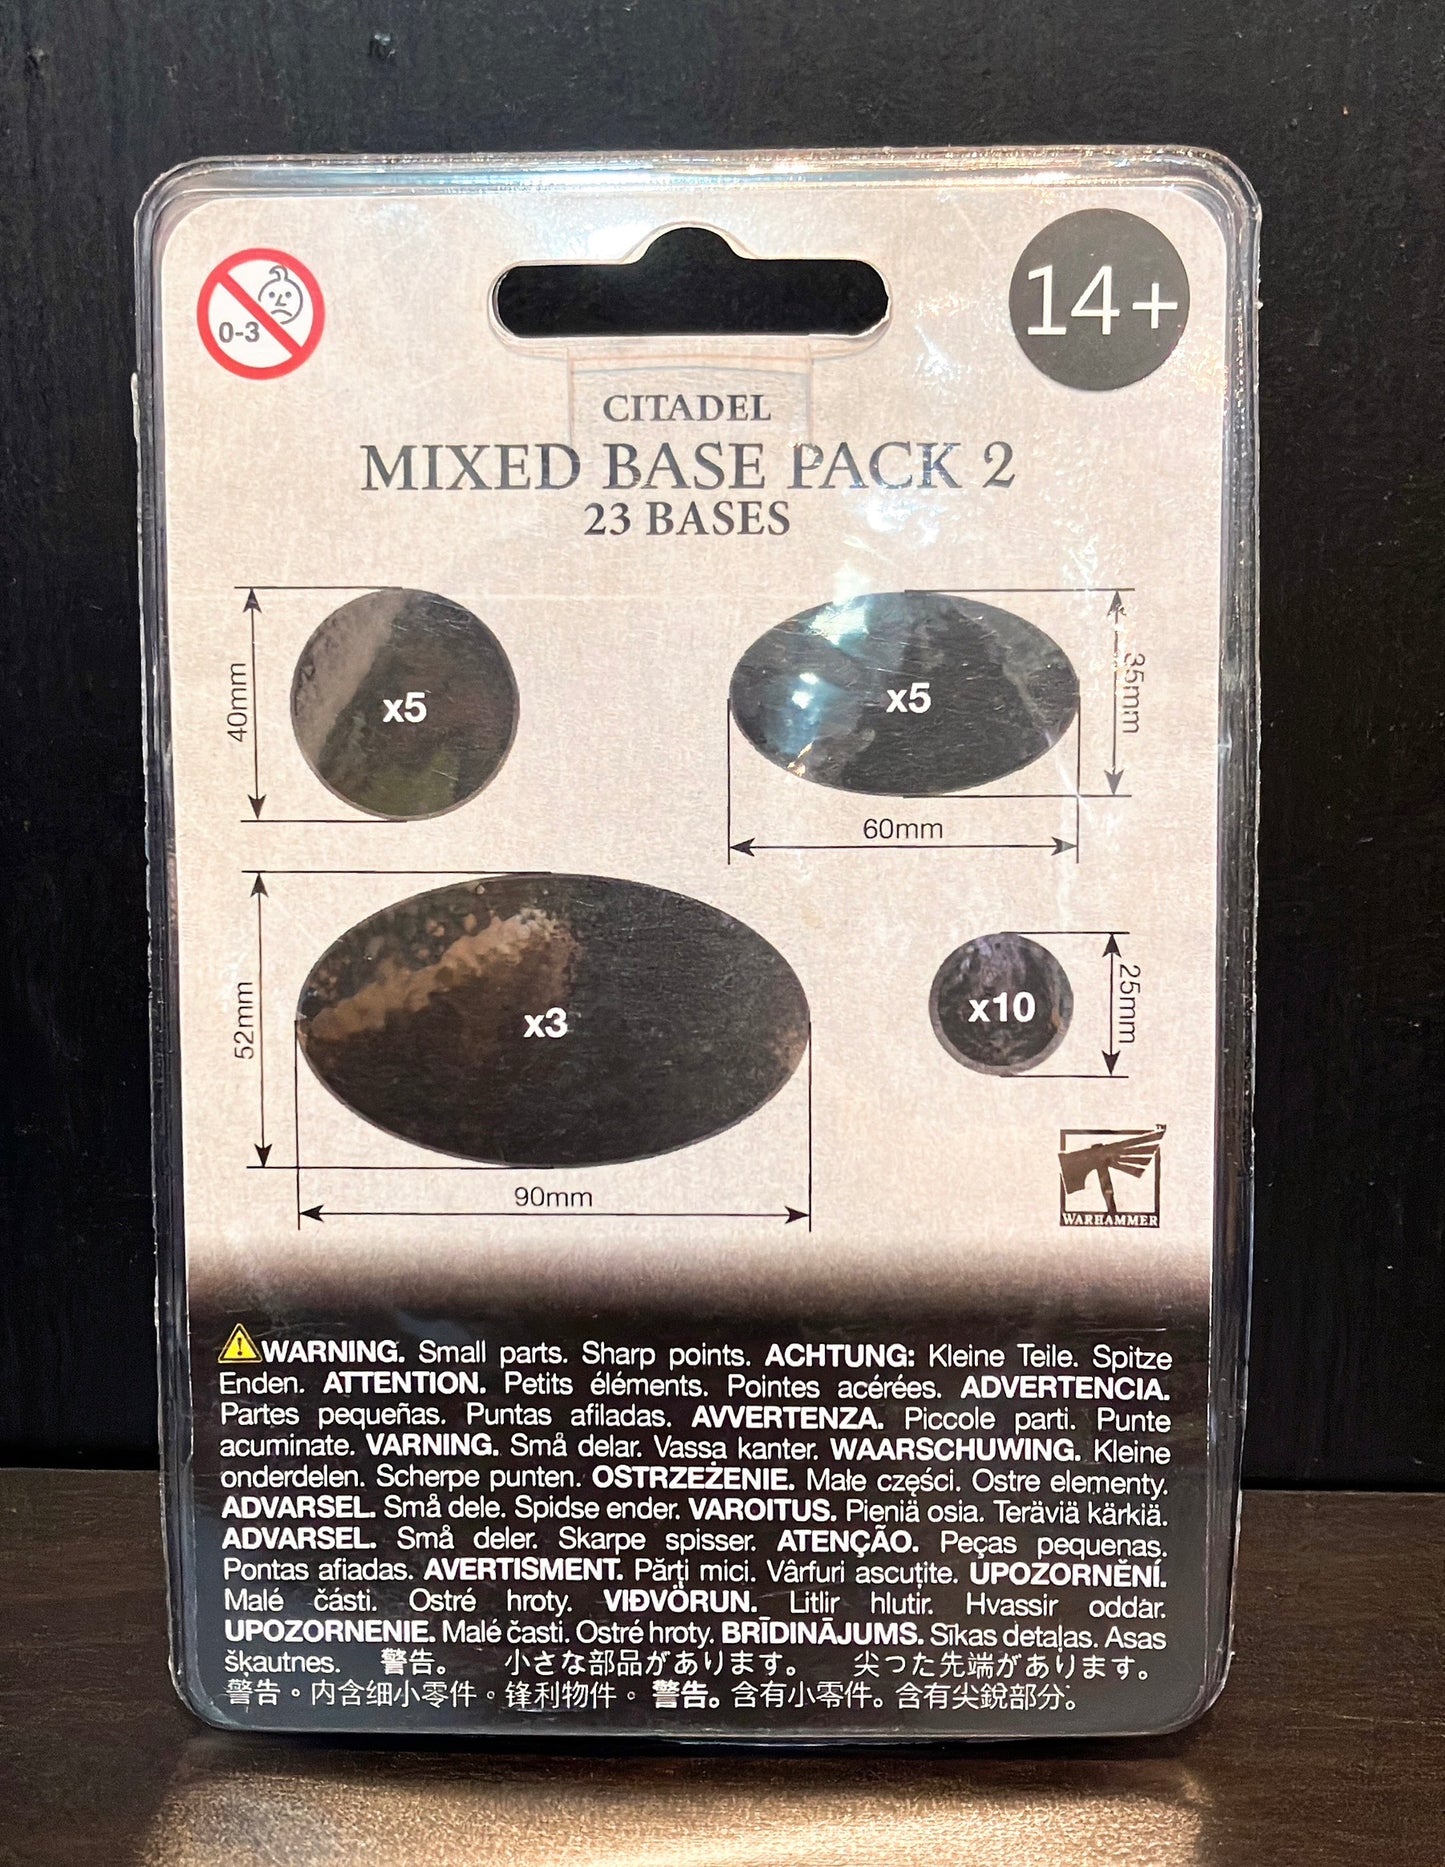 0-3
14+
CITADEL
MIXED BASE PACK 2
23 BASES
40mm
x5
x5
35mm
60mm
52mm
x3
90mm
x10
25mm
TM
WARHAMMER
WARNING. Small parts. Sharp points. ACHTUNG: Kleine Teile. Spitze
Enden. ATTENTION. Petits éléments. Pointes acérées. ADVERTENCIA.
Partes pequeñas. Puntas afiladas. AVVERTENZA. Piccole parti. Punte
acuminate. VARNING. Små delar. Vassa kanter. WAARSCHUWING. Kleine
onderdelen. Scherpe punten. OSTRZEŻENIE. Małe części. Ostre elementy.
ADVARSEL. Små dele. Spidse ender. VAROITUS. Pieniä osia. Teräviä kärkiä.
ADVARSEL. Små deler. Skarpe spisser. ATENÇÃO. Peças pequenas.
Pontas afiadas. AVERTISMENT. Părți mici. Vârfuri ascuțite. UPOZORNĚNÍ.
Malé části. Ostré hroty. VIÐVÖRUN. Litlir hlutir. Hvassir oddar.
UPOZORNENIE. Malé časti. Ostré hroty. BRĪDINĀJUMS. Sīkas detaļas. Asas
šķautnes. 警告。 小さな部品があります。 尖った先端があります。
警告。内含细小零件。锋利物件。 警告。含有小零件。含有尖銳部分。